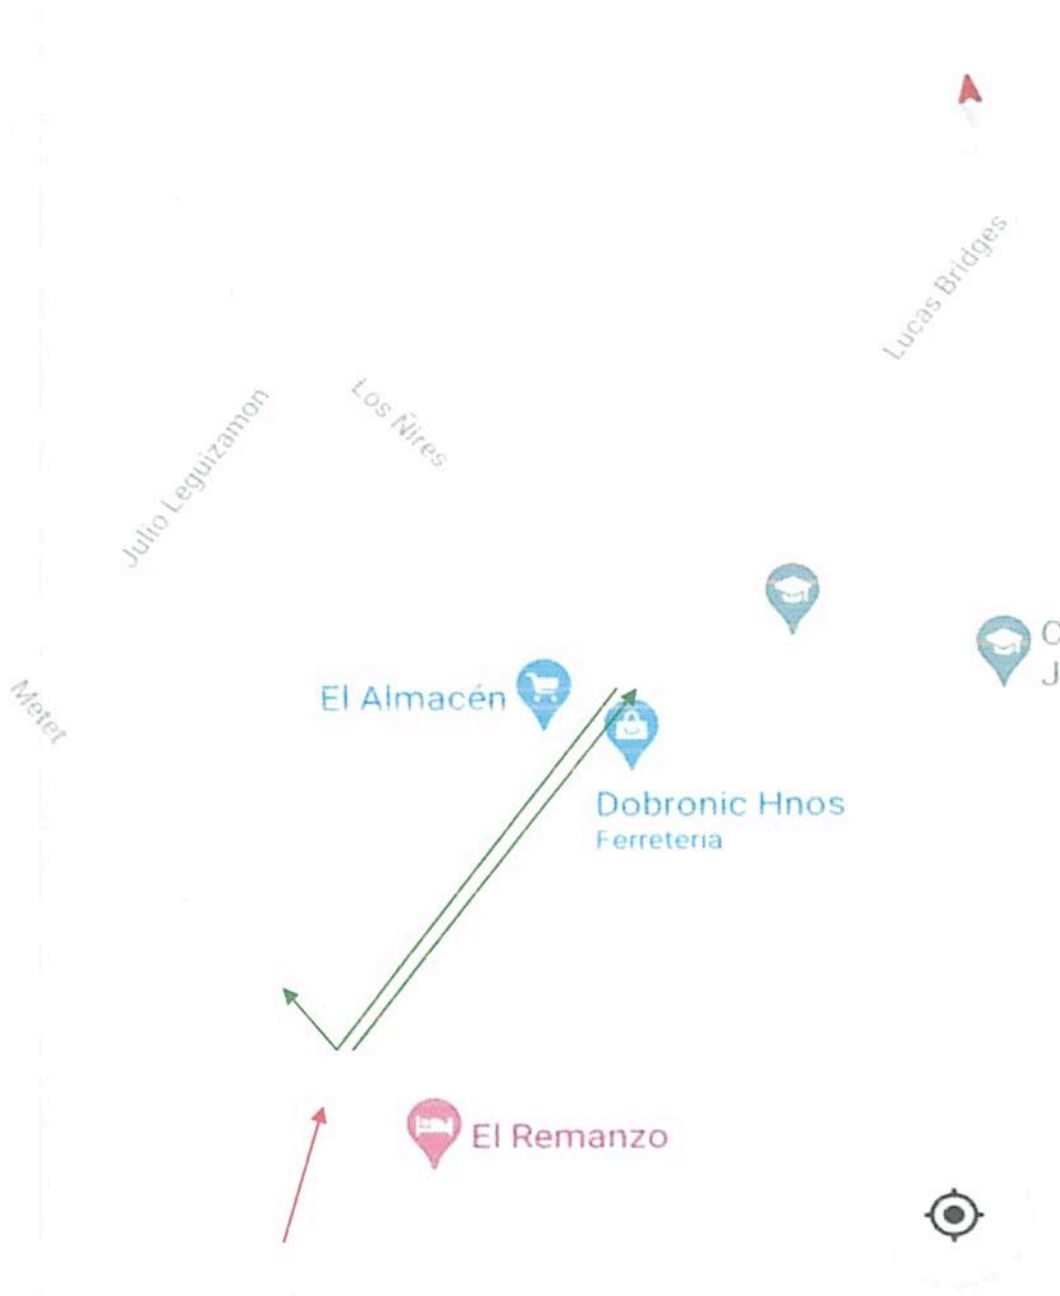 Lucas Bridges
Los Ñires
Julio Leguizamon
C
J
El Almacén
Metet
Dobronic Hnos
Ferreteria
El Remanzo